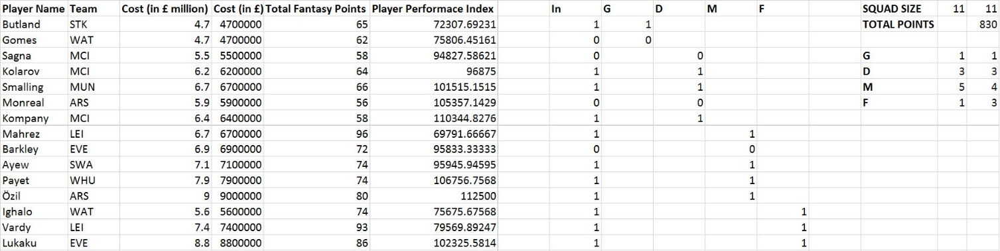 Player Name Team Cost (in £ million) Cost (in £) Total Fantasy Points Player Performace Index In G D M F SQUAD SIZE 11 11
Butland STK 4.7 4700000 65 72307.69231 1 1 TOTAL POINTS 830
Gomes WAT 4.7 4700000 62 75806.45161 0 0
Sagna MCI 5.5 5500000 58 94827.58621 0 0 G 1 1
Kolarov MCI 6.2 6200000 64 96875 1 1 D 3 3
Smalling MUN 6.7 6700000 66 101515.1515 1 1 M 5 4
Monreal ARS 5.9 5900000 56 105357.1429 0 0 F 1 3
Kompany MCI 6.4 6400000 58 110344.8276 1 1
Mahrez LEI 6.7 6700000 96 69791.66667 1 1
Barkley EVE 6.9 6900000 72 95833.33333 0 0
Ayew SWA 7.1 7100000 74 95945.94595 1 1
Payet WHU 7.9 7900000 74 106756.7568 1 1
Özil ARS 9 9000000 80 112500 1 1
Ighalo WAT 5.6 5600000 74 75675.67568 1 1
Vardy LEI 7.4 7400000 93 79569.89247 1 1
Lukaku EVE 8.8 8800000 86 102325.5814 1 1